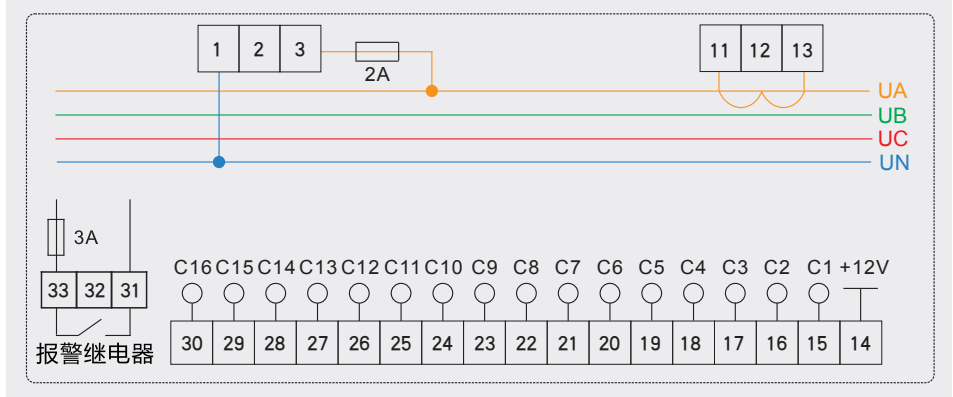 1 2 3
2A
11 12 13
UA
UB
UC
UN
3A
33 32 31
报警继电器
C16 C15 C14 C13 C12 C11 C10 C9 C8 C7 C6 C5 C4 C3 C2 C1 +12V
30 29 28 27 26 25 24 23 22 21 20 19 18 17 16 15 14